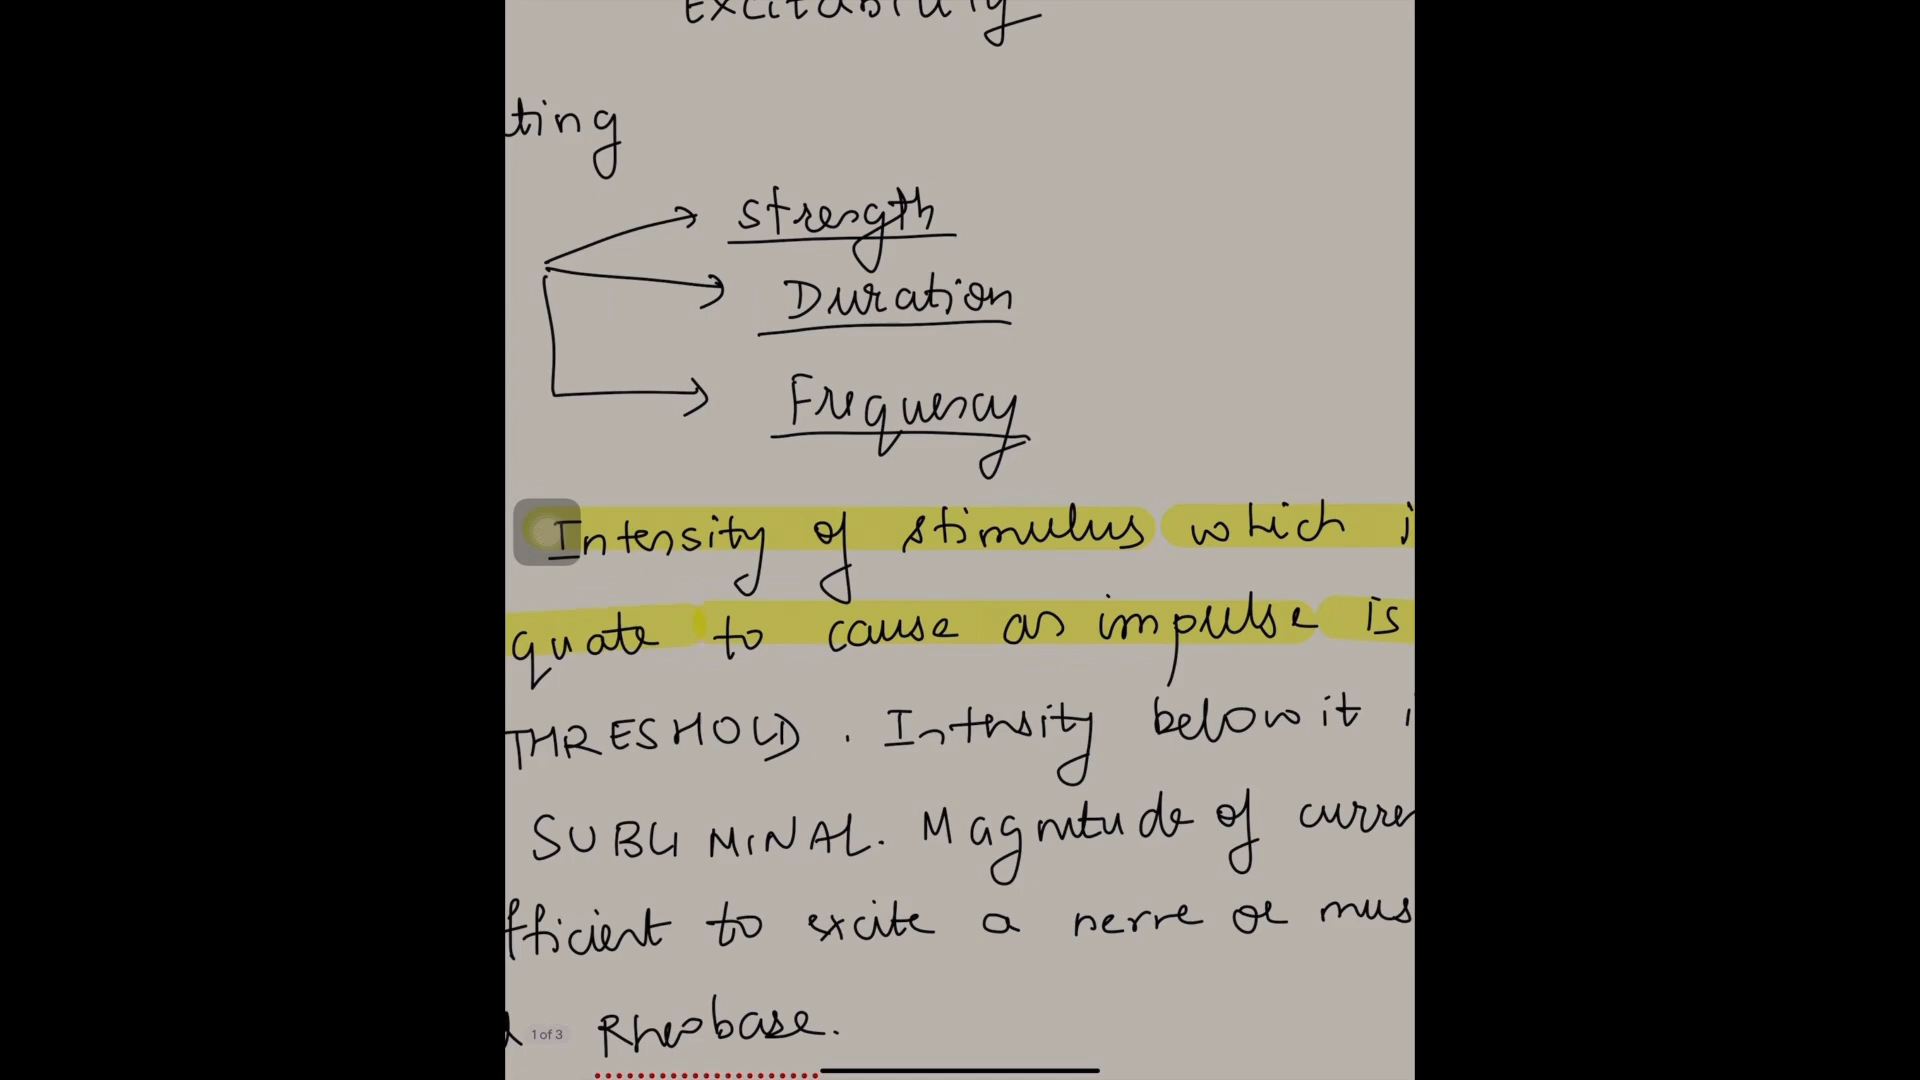 Excitability
ting
strength
Duration
Frequency
Intensity of stimulus which i
quate to cause an impulse is
THRESHOLD. Intensity below it i
SUBLIMINAL. Magnitude of curre
fficient to excite a nerve or mus
Rheobase.
1 of 3